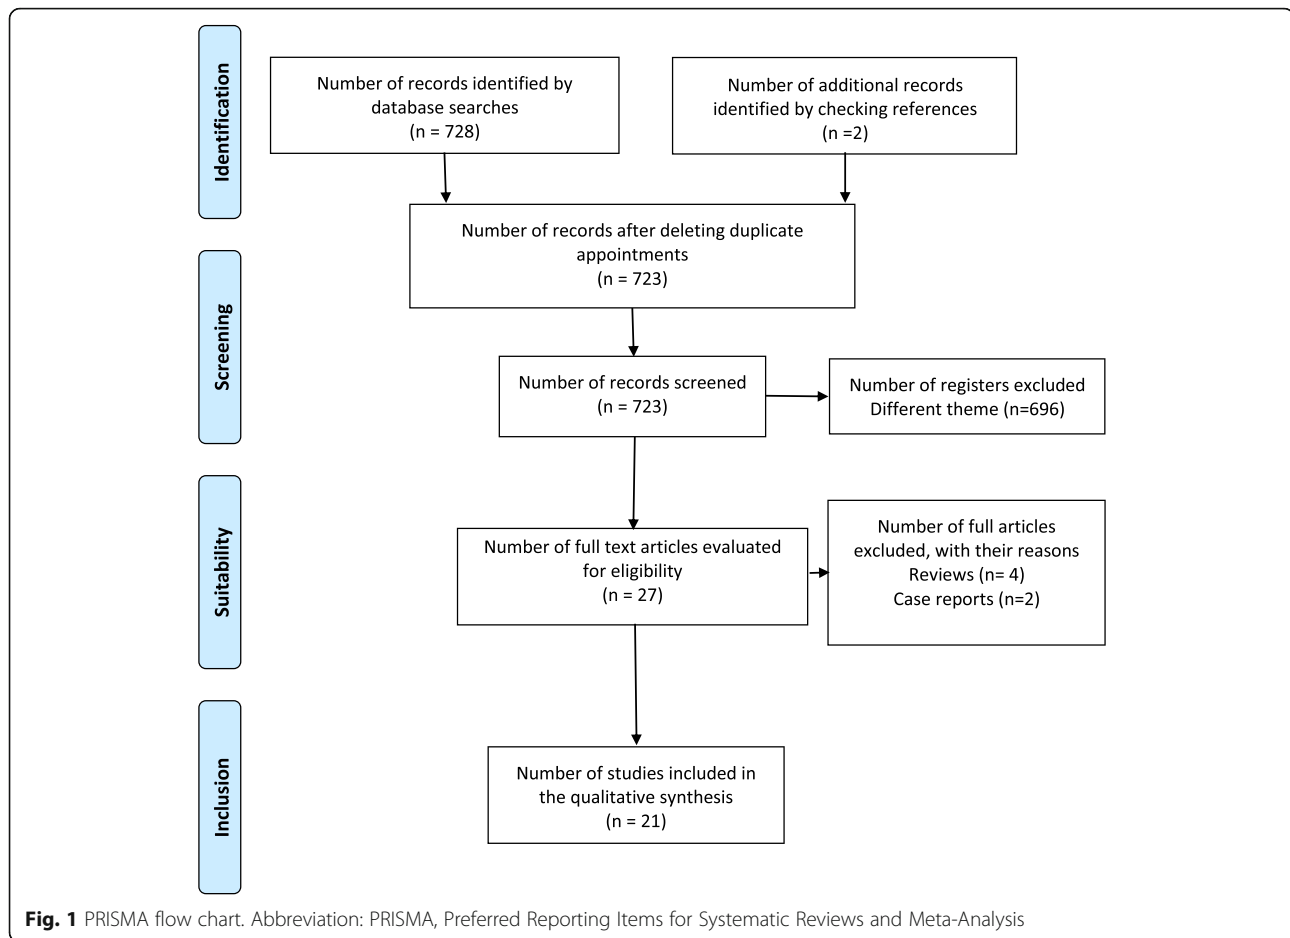 Identification
Number of records identified by
database searches
(n = 728)
Number of additional records
identified by checking references
(n =2)
Number of records after deleting duplicate
appointments
(n = 723)
Screening
Number of records screened
(n = 723)
Number of registers excluded
Different theme (n=696)
Suitability
Number of full text articles evaluated
for eligibility
(n = 27)
Number of full articles
excluded, with their reasons
Reviews (n= 4)
Case reports (n=2)
Inclusion
Number of studies included in
the qualitative synthesis
(n = 21)
Fig. 1 PRISMA flow chart. Abbreviation: PRISMA, Preferred Reporting Items for Systematic Reviews and Meta-Analysis